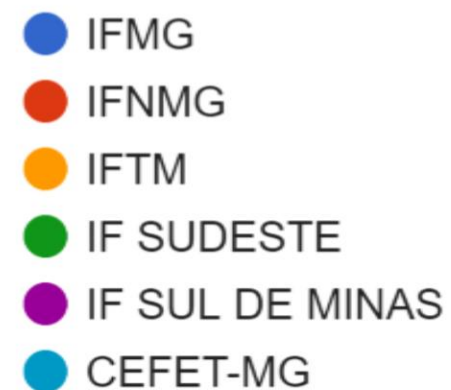 IFMG
IFNMG
IFTM
IF SUDESTE
IF SUL DE MINAS
CEFET-MG